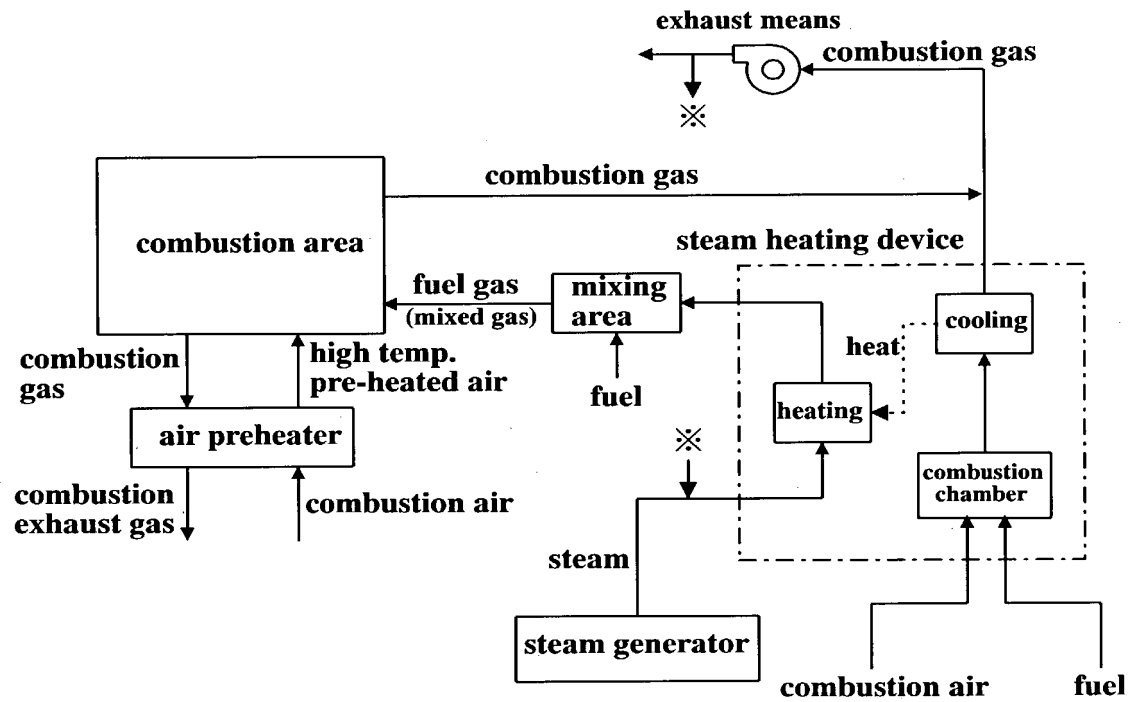 exhaust means
combustion gas
※
combustion gas
combustion area
steam heating device
fuel gas
(mixed gas)
mixing
area
cooling
heat
combustion
gas
high temp.
pre-heated air
fuel
heating
air preheater
※
combustion
chamber
combustion
exhaust gas
combustion air
steam
steam generator
combustion air
fuel